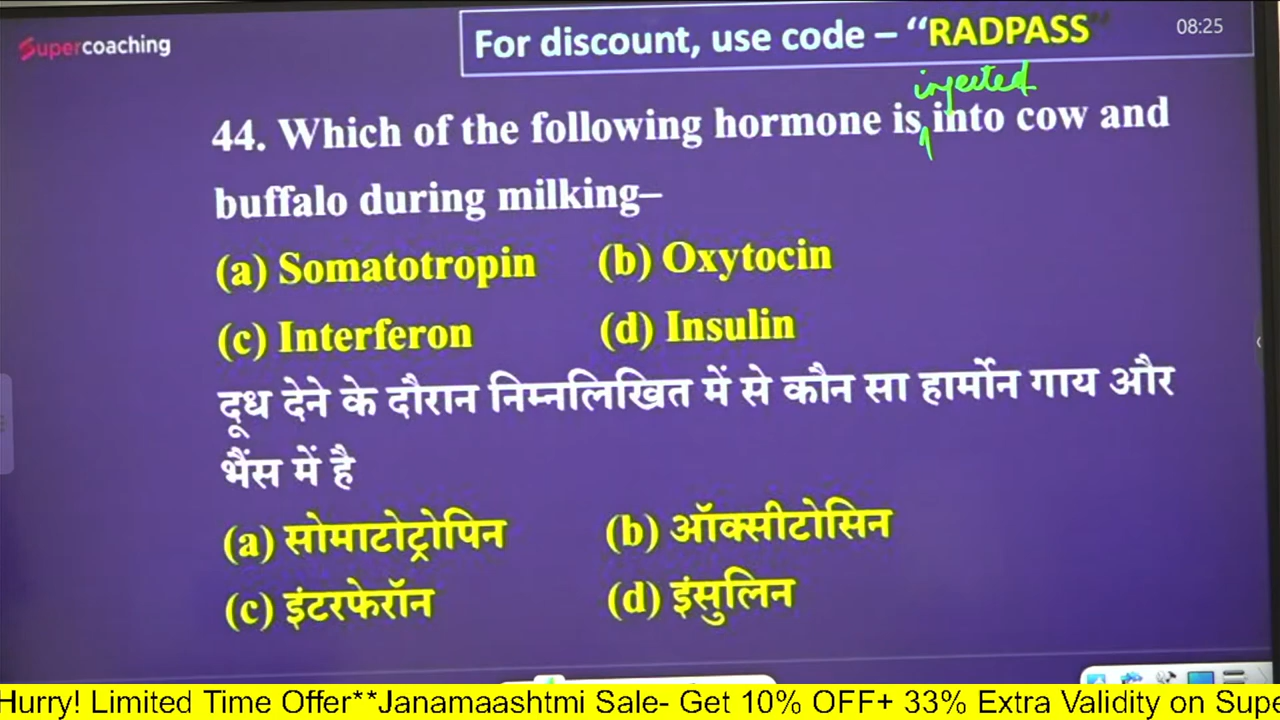 Supercoaching
For discount, use code – “RADPASS”
08:25
injected
44. Which of the following hormone is into cow and
buffalo during milking–
(a) Somatotropin (b) Oxytocin
(c) Interferon (d) Insulin
दूध देने के दौरान निम्नलिखित में से कौन सा हार्मोन गाय और
भैंस में है
(a) सोमाटोट्रोपिन (b) ऑक्सीटोसिन
(c) इंटरफेरॉन (d) इंसुलिन
Hurry! Limited Time Offer**Janamaashtmi Sale- Get 10% OFF+ 33% Extra Validity on Supe